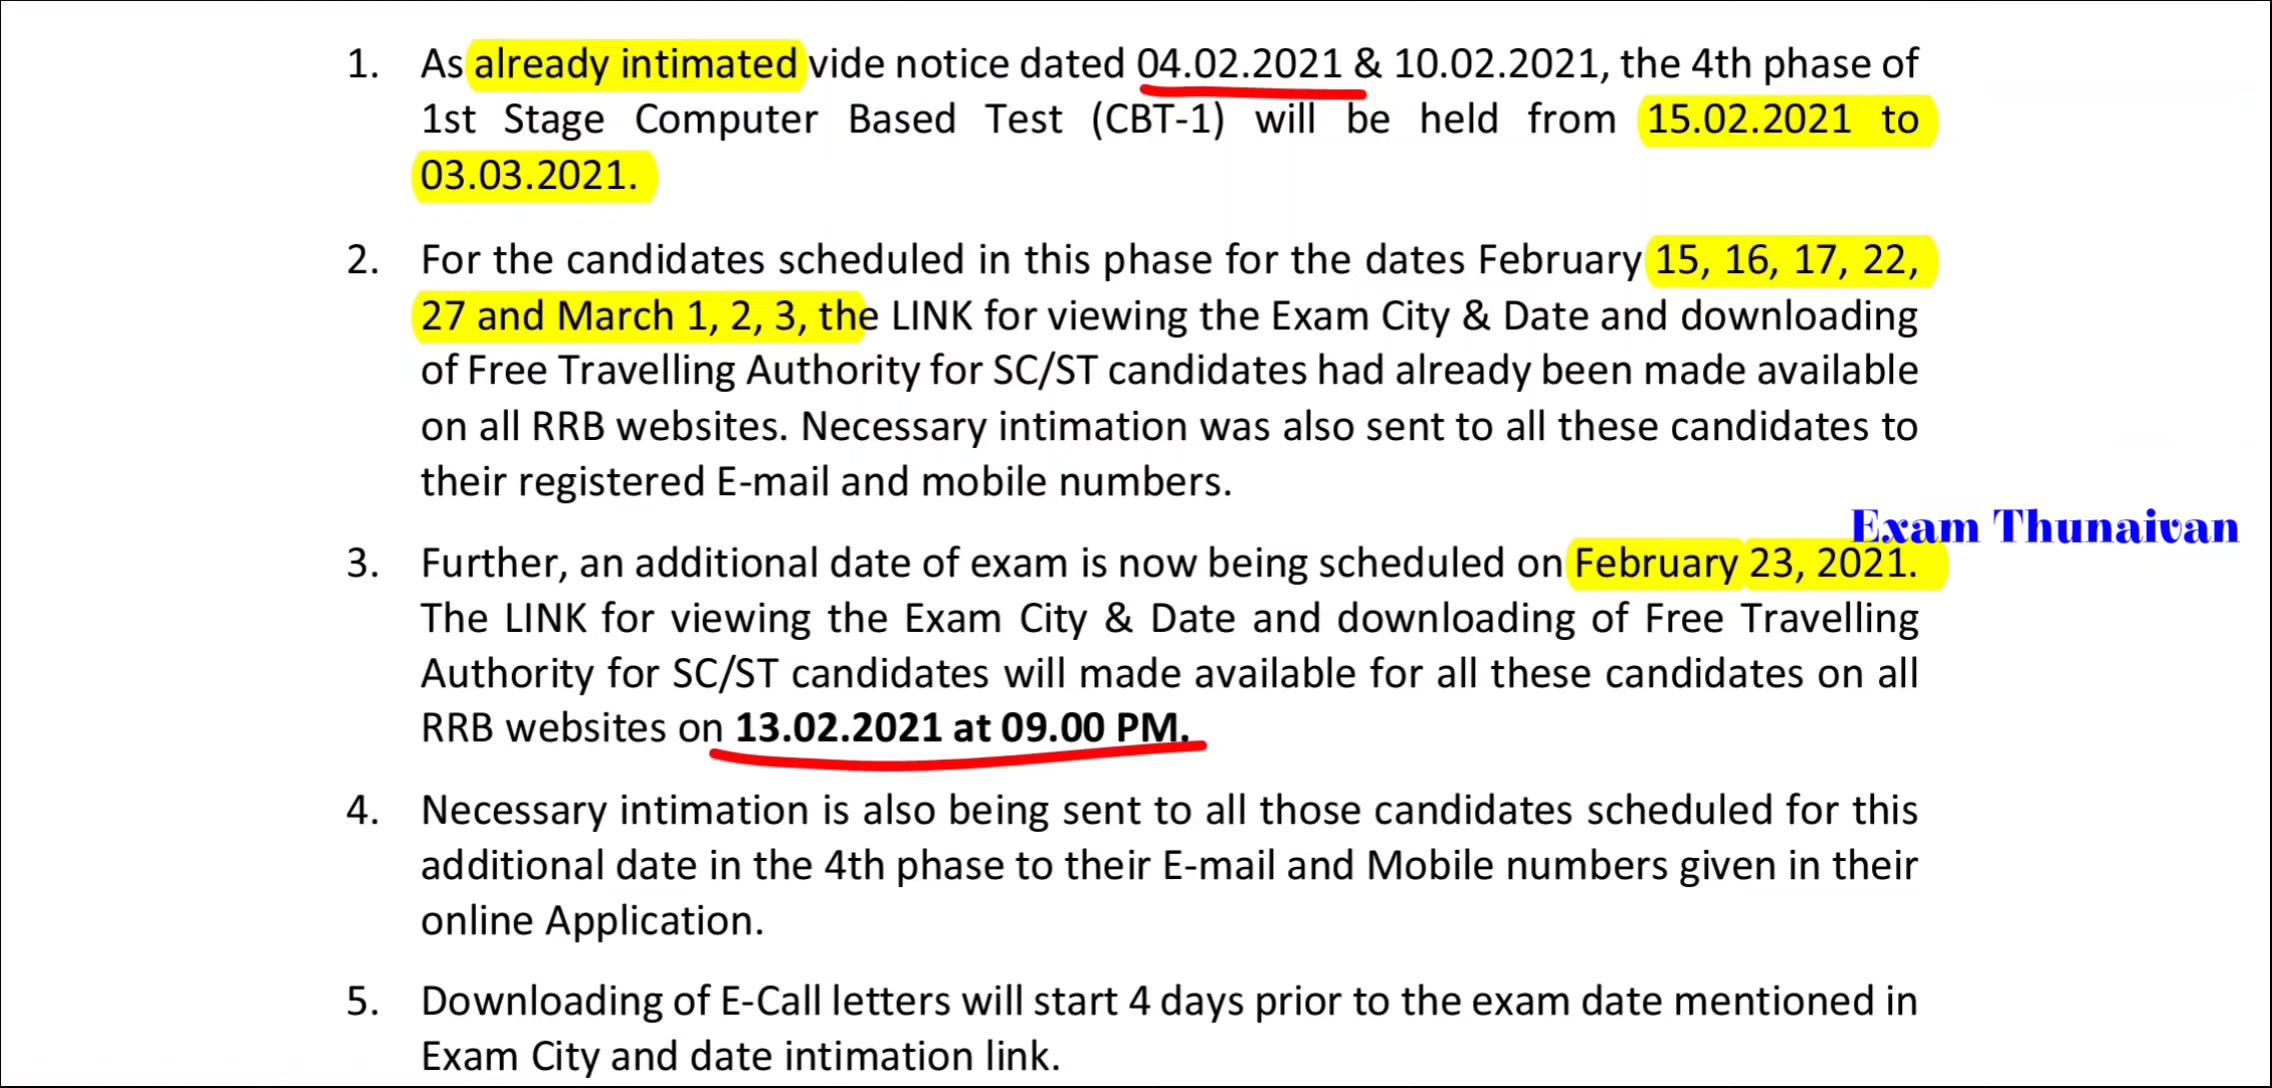 1. As already intimated vide notice dated 04.02.2021 & 10.02.2021, the 4th phase of
1st Stage Computer Based Test (CBT-1) will be held from 15.02.2021 to
03.03.2021.
2. For the candidates scheduled in this phase for the dates February 15, 16, 17, 22,
27 and March 1, 2, 3, the LINK for viewing the Exam City & Date and downloading
of Free Travelling Authority for SC/ST candidates had already been made available
on all RRB websites. Necessary intimation was also sent to all these candidates to
their registered E-mail and mobile numbers.
Exam Thunaivan
3. Further, an additional date of exam is now being scheduled on February 23, 2021.
The LINK for viewing the Exam City & Date and downloading of Free Travelling
Authority for SC/ST candidates will made available for all these candidates on all
RRB websites on 13.02.2021 at 09.00 PM.
4. Necessary intimation is also being sent to all those candidates scheduled for this
additional date in the 4th phase to their E-mail and Mobile numbers given in their
online Application.
5. Downloading of E-Call letters will start 4 days prior to the exam date mentioned in
Exam City and date intimation link.